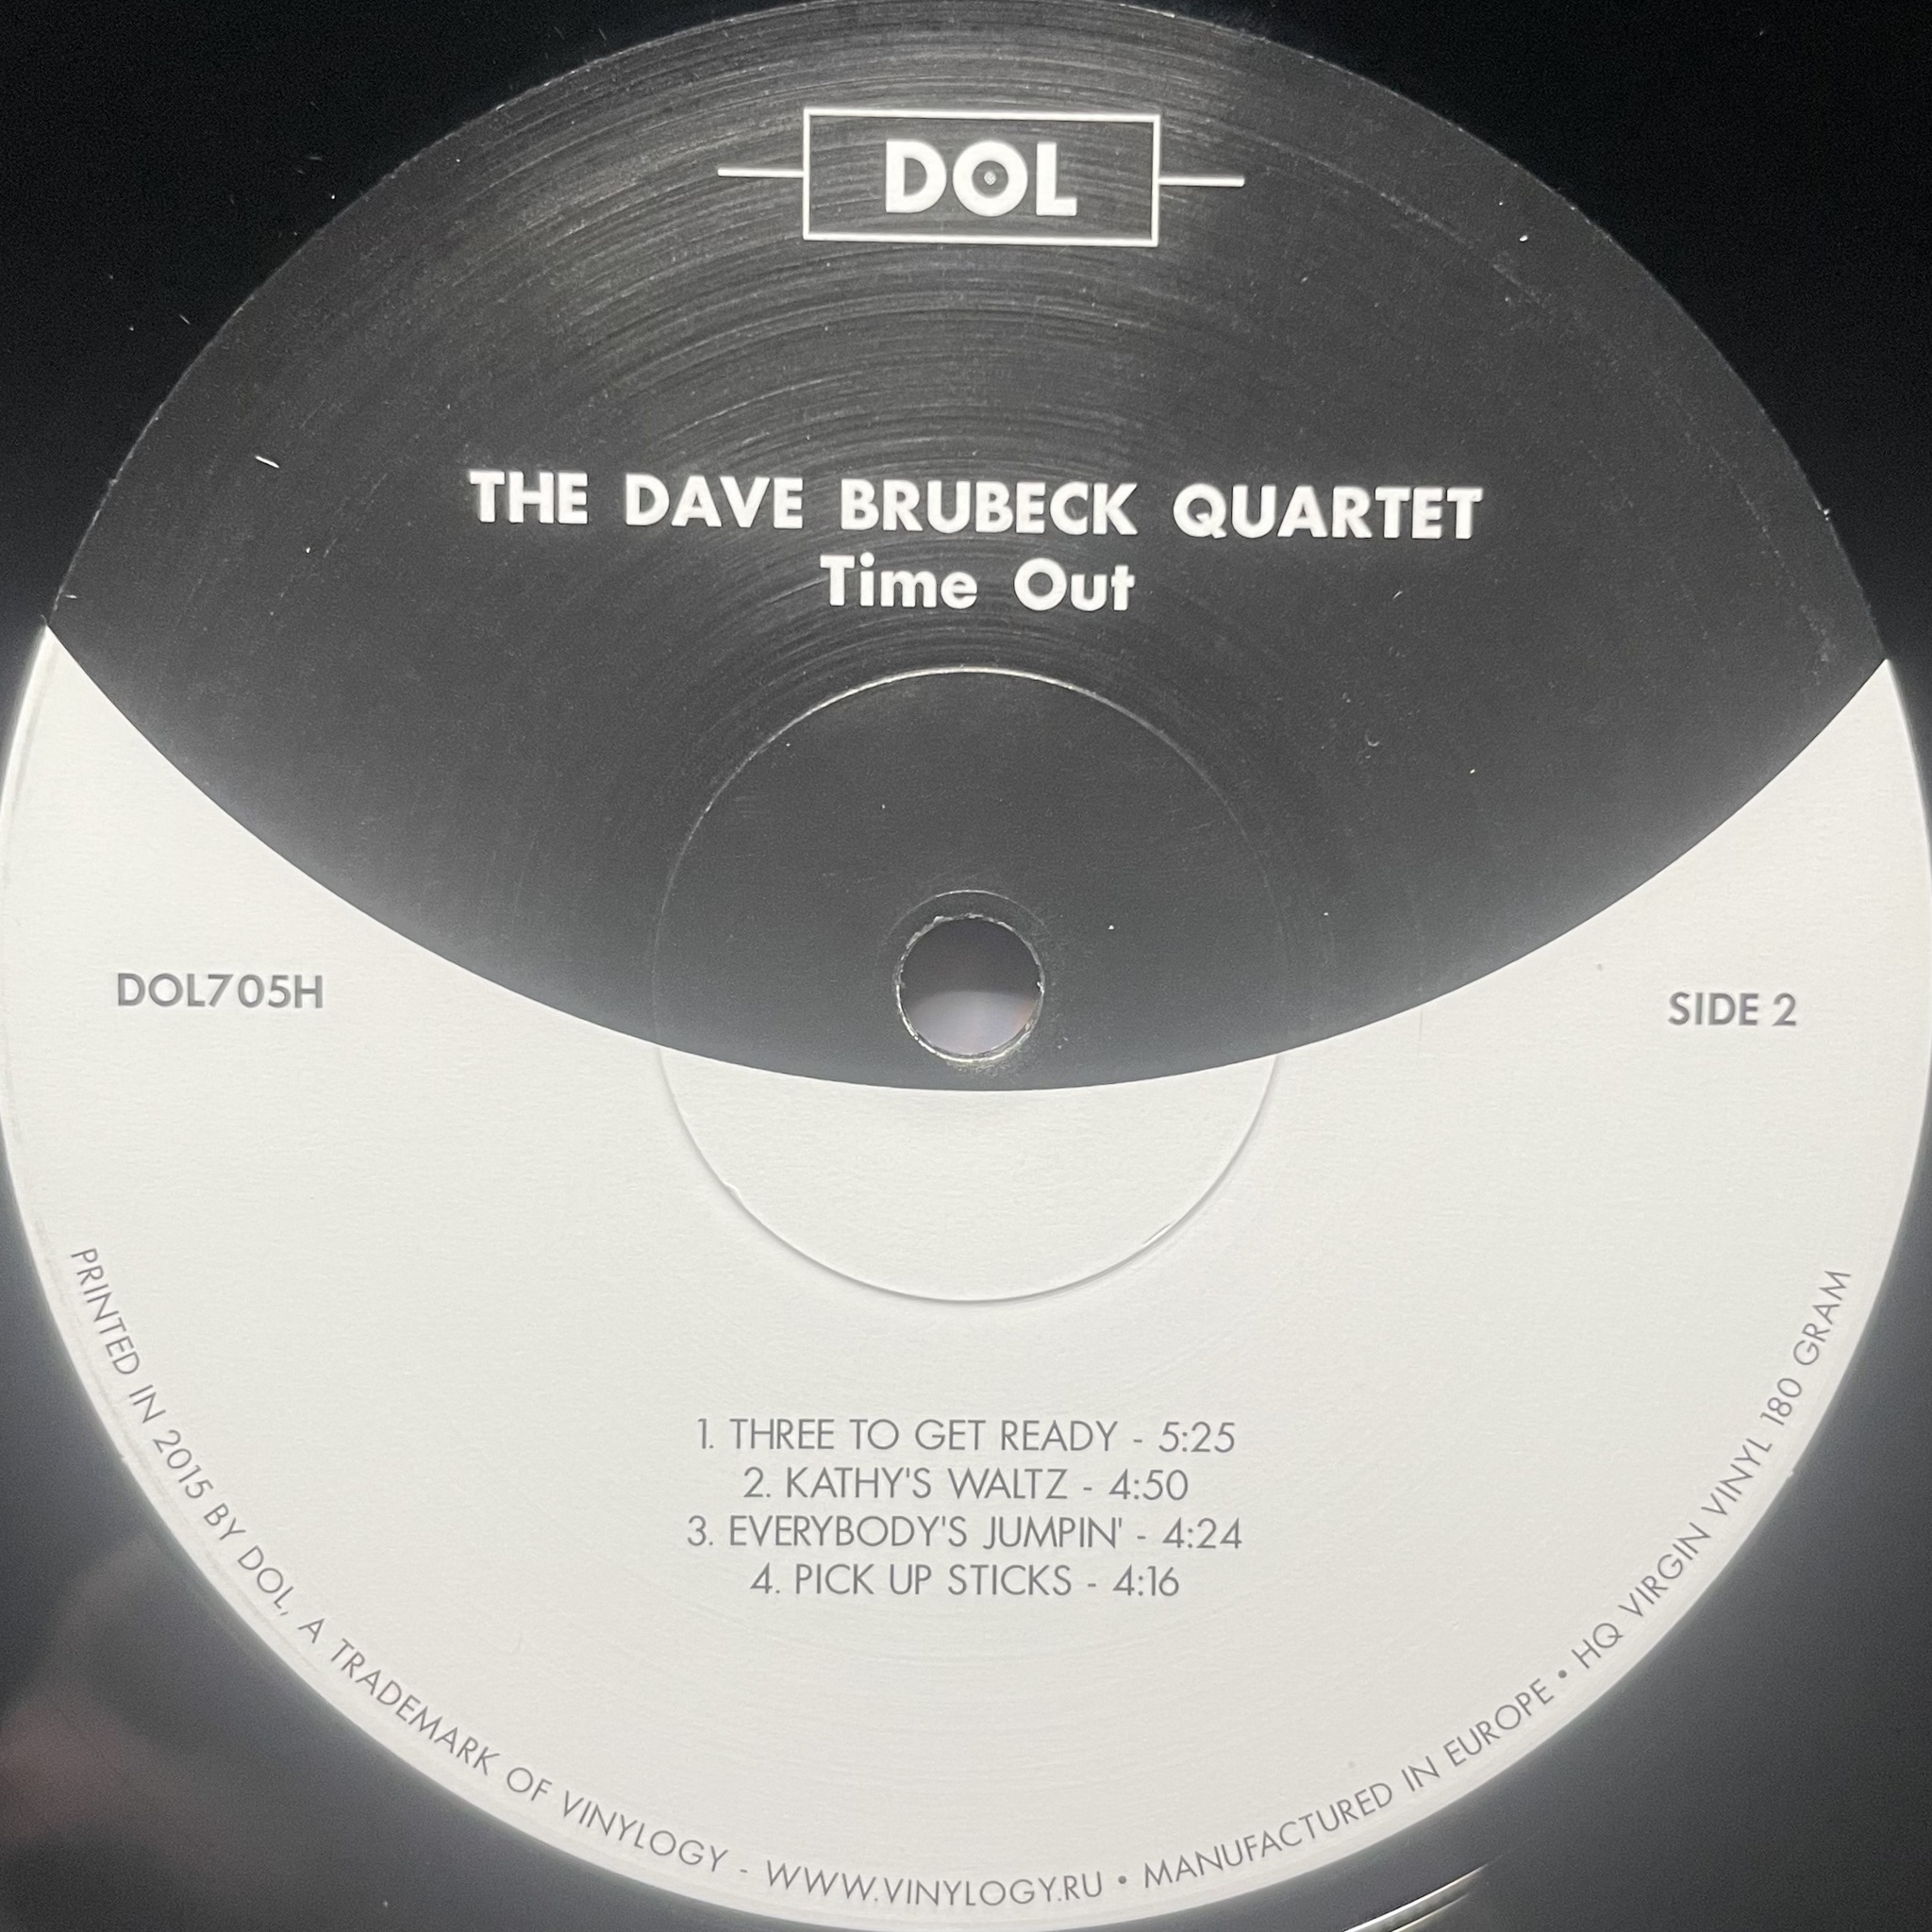 DOL
THE DAVE BRUBECK QUARTET
Time Out
DOL705H
SIDE 2
1. THREE TO GET READY - 5:25
2. KATHY'S WALTZ - 4:50
3. EVERYBODY'S JUMPIN' - 4:24
4. PICK UP STICKS - 4:16
PRINTED IN 2015 BY DOL, A TRADEMARK OF VINYLOGY - WWW.VINYLOGY.RU • MANUFACTURED IN EUROPE • HQ VIRGIN VINYL 180 GRAM